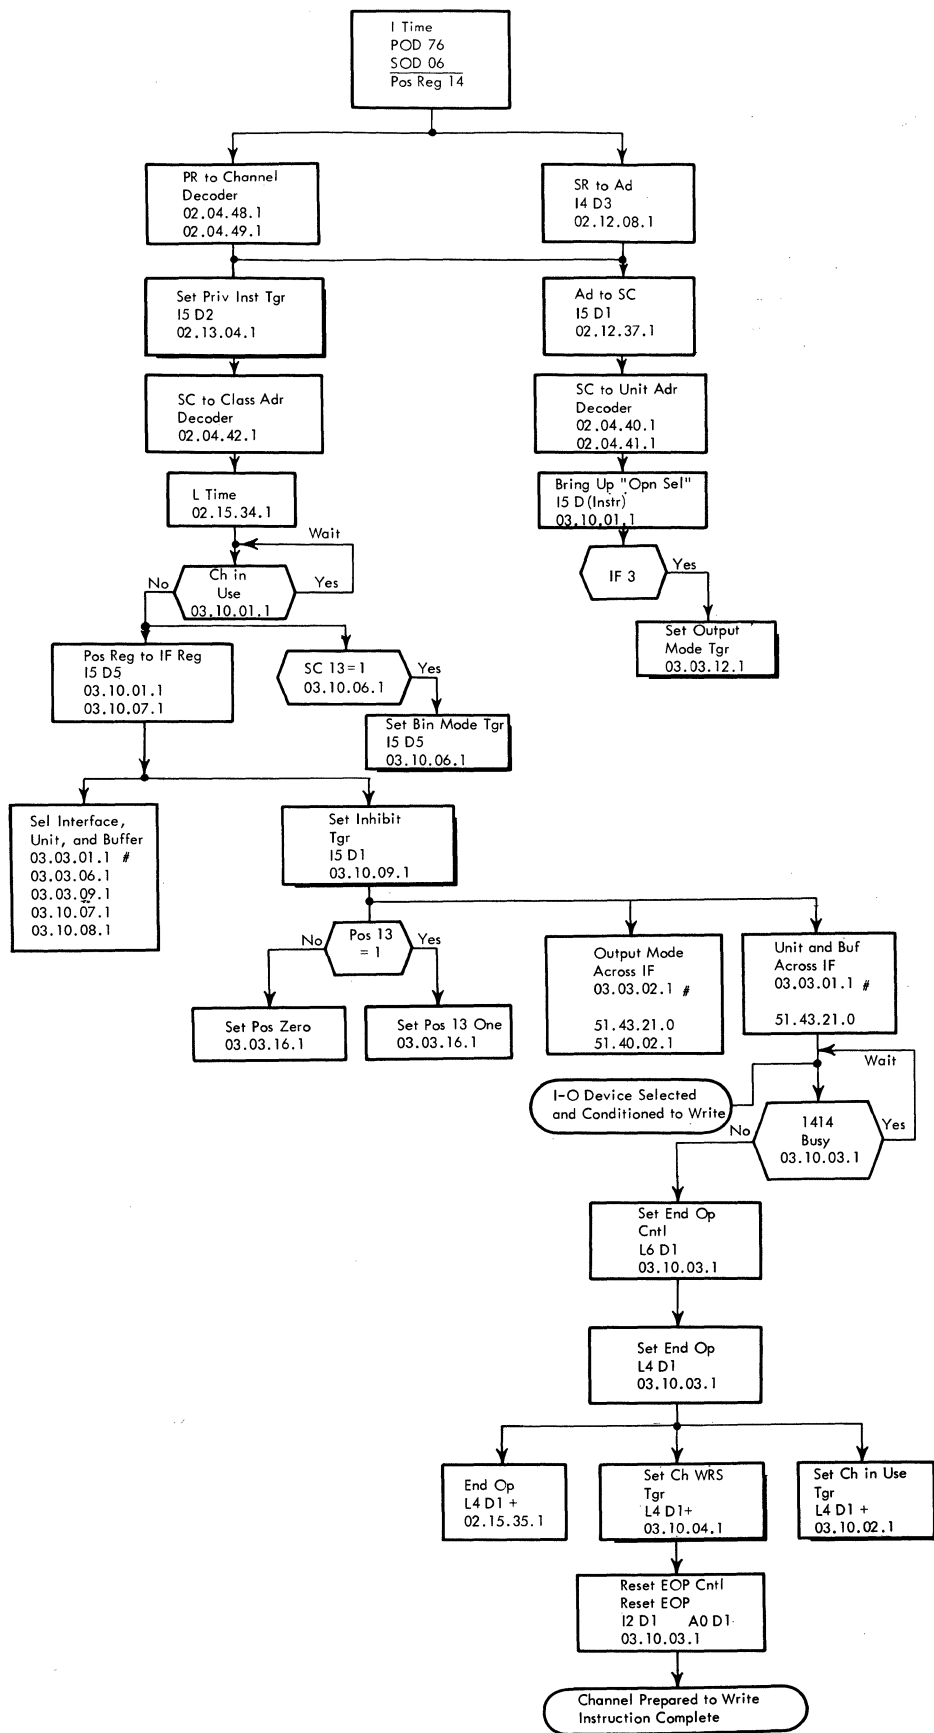 I Time
POD 76
SOD 06
Pos Reg 14
PR to Channel
Decoder
02.04.48.1
02.04.49.1
SR to Ad
I4 D3
02.12.08.1
Set Priv Inst Tgr
I5 D2
02.13.04.1
Ad to SC
I5 D1
02.12.37.1
SC to Class Adr
Decoder
02.04.42.1
SC to Unit Adr
Decoder
02.04.40.1
02.04.41.1
L Time
02.15.34.1
Bring Up "Opn Sel"
I5 D (Instr)
03.10.01.1
Wait
No
Ch in
Use
03.10.01.1
Yes
IF 3
Yes
Set Output
Mode Tgr
03.03.12.1
Pos Reg to IF Reg
I5 D5
03.10.01.1
03.10.07.1
SC 13=1
03.10.06.1
Yes
Set Bin Mode Tgr
I5 D5
03.10.06.1
Sel Interface,
Unit, and Buffer
03.03.01.1 #
03.03.06.1
03.03.09.1
03.10.07.1
03.10.08.1
Set Inhibit
Tgr
I5 D1
03.10.09.1
No
Pos 13
= 1
Yes
Output Mode
Across IF
03.03.02.1 #
51.43.21.0
51.40.02.1
Unit and Buf
Across IF
03.03.01.1 #
51.43.21.0
Set Pos Zero
03.03.16.1
Set Pos 13 One
03.03.16.1
Wait
I-O Device Selected
and Conditioned to Write
No
1414
Busy
03.10.03.1
Yes
Set End Op
Cntl
L6 D1
03.10.03.1
Set End Op
L4 D1
03.10.03.1
End Op
L4 D1 +
02.15.35.1
Set Ch WRS
Tgr
L4 D1+
03.10.04.1
Set Ch in Use
Tgr
L4 D1 +
03.10.02.1
Reset EOP Cntl
Reset EOP
I2 D1 A0 D1
03.10.03.1
Channel Prepared to Write
Instruction Complete